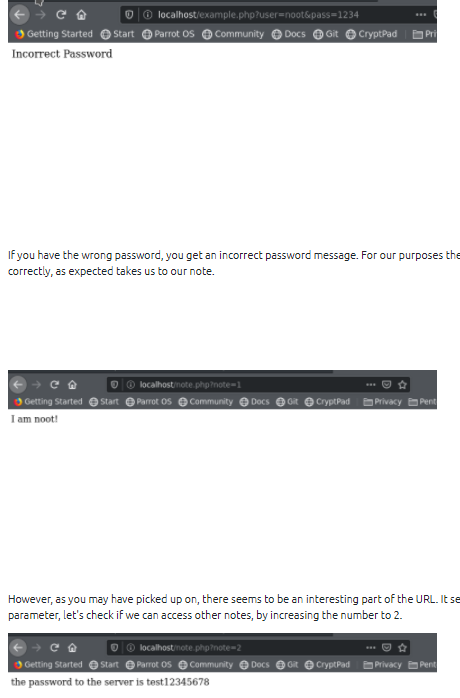 localhost/example.php?user=noot&pass=1234
Getting Started Start Parrot OS Community Docs Git CryptPad Pri
Incorrect Password
If you have the wrong password, you get an incorrect password message. For our purposes the
correctly, as expected takes us to our note.
localhost/note.php?note=1
Getting Started Start Parrot OS Community Docs Git CryptPad Privacy Pent
I am noot!
However, as you may have picked up on, there seems to be an interesting part of the URL. It se
parameter, let's check if we can access other notes, by increasing the number to 2.
localhost/note.php?note=2
Getting Started Start Parrot OS Community Docs Git CryptPad Privacy Pent
the password to the server is test12345678